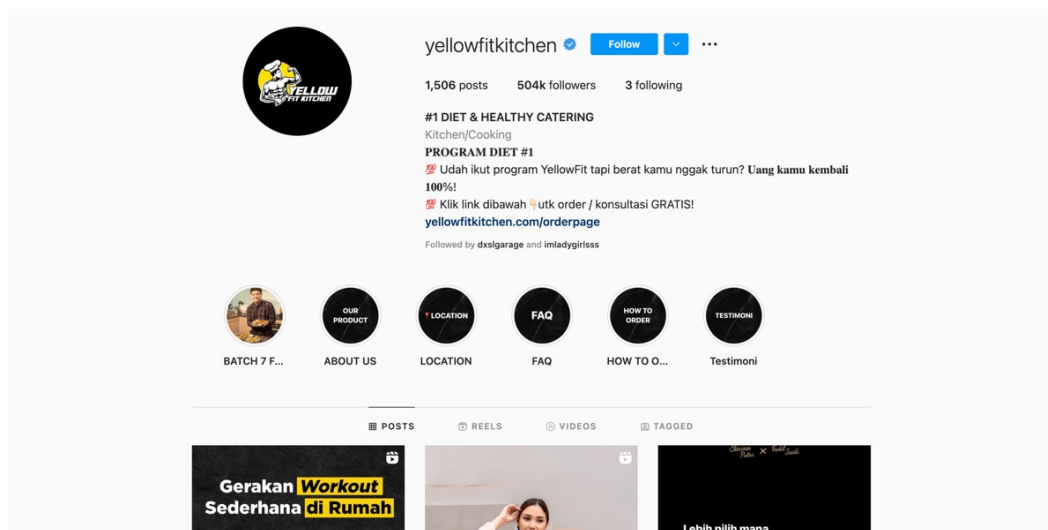 YELLOW
FIT KITCHEN
yellowfitkitchen
Follow
1,506 posts 504k followers 3 following
#1 DIET & HEALTHY CATERING
Kitchen/Cooking
PROGRAM DIET #1
💯 Udah ikut program YellowFit tapi berat kamu nggak turun? Uang kamu kembali
100%!
💯 Klik link dibawah 👇🏻utk order / konsultasi GRATIS!
yellowfitkitchen.com/orderpage
Followed by dxslgarage and imladygirlsss
OUR
PRODUCT
📍LOCATION
FAQ
HOW TO
ORDER
TESTIMONI
BATCH 7 F... ABOUT US LOCATION FAQ HOW TO O... Testimoni
POSTS REELS VIDEOS TAGGED
Gerakan Workout
Sederhana di Rumah
Clarissa
Putri × Fadil Jaidi
Lebih pilih mana